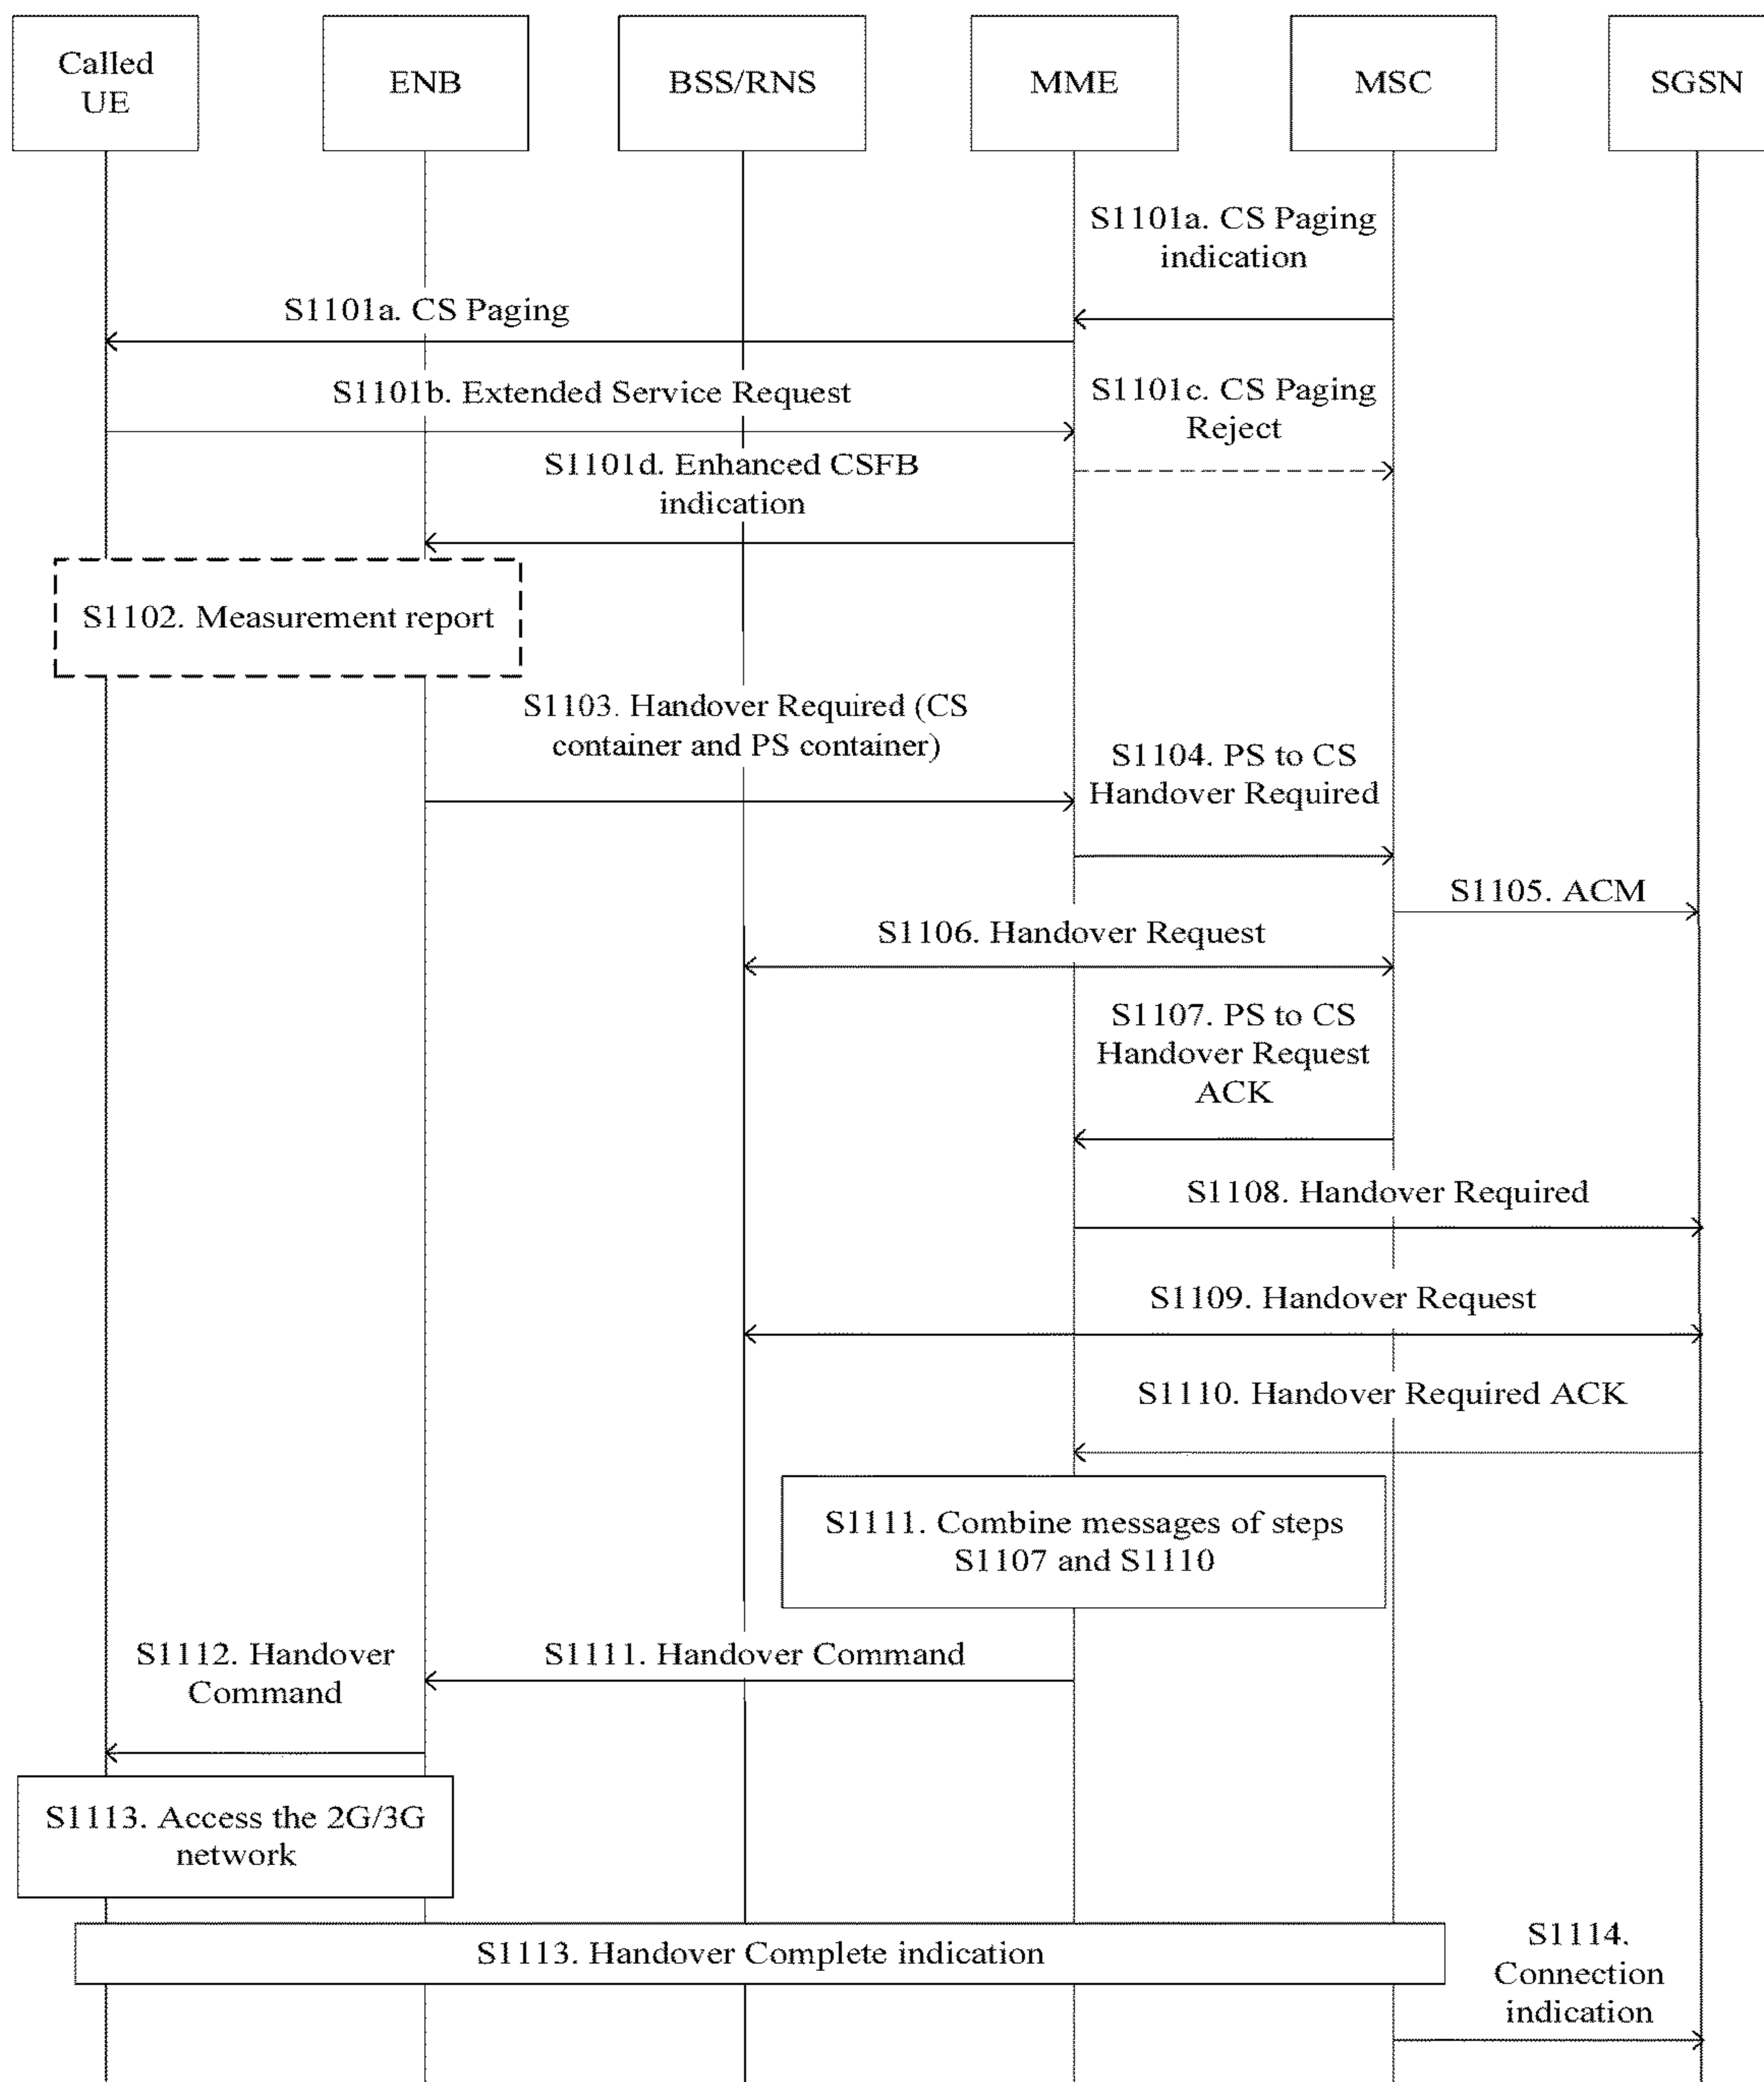 Called
UE
ENB
BSS/RNS
MME
MSC
SGSN
S1101a. CS Paging
indication
S1101a. CS Paging
S1101b. Extended Service Request
S1101c. CS Paging
Reject
S1101d. Enhanced CSFB
indication
S1102. Measurement report
S1103. Handover Required (CS
container and PS container)
S1104. PS to CS
Handover Required
S1105. ACM
S1106. Handover Request
S1107. PS to CS
Handover Request
ACK
S1108. Handover Required
S1109. Handover Request
S1110. Handover Required ACK
S1111. Combine messages of steps
S1107 and S1110
S1111. Handover Command
S1112. Handover
Command
S1113. Access the 2G/3G
network
S1113. Handover Complete indication
S1114.
Connection
indication